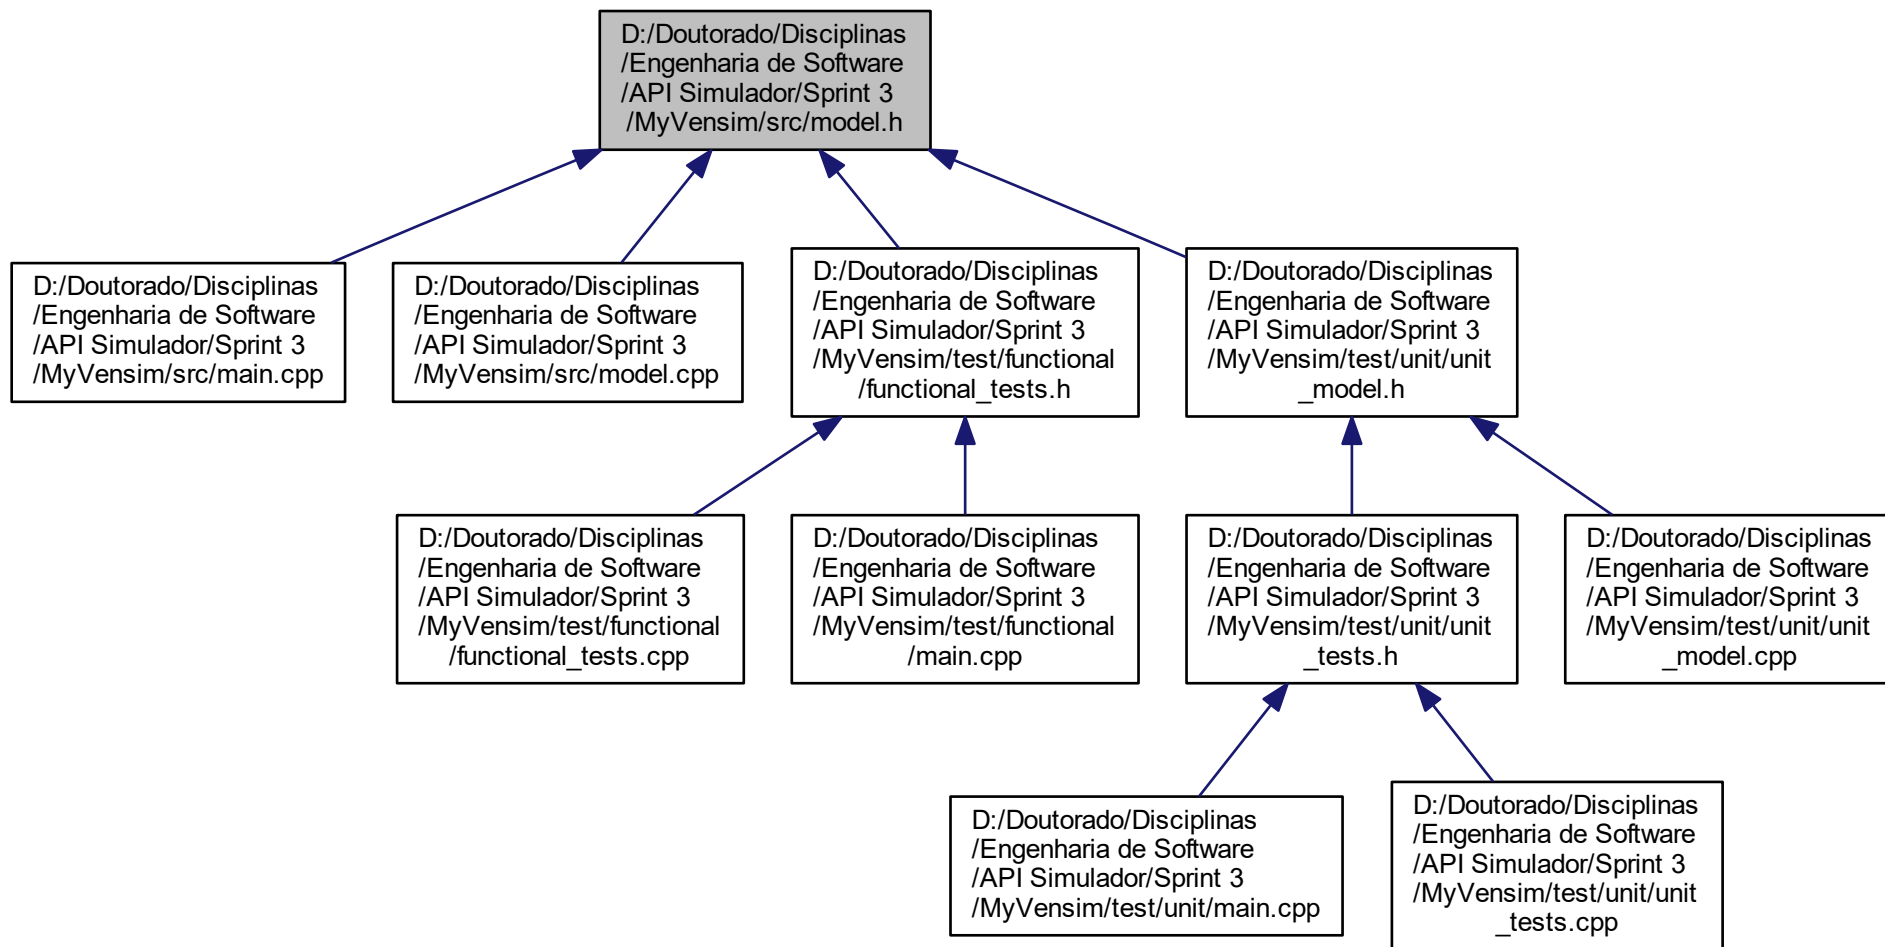 D:/Doutorado/Disciplinas
/Engenharia de Software
/API Simulador/Sprint 3
/MyVensim/src/model.h
D:/Doutorado/Disciplinas
/Engenharia de Software
/API Simulador/Sprint 3
/MyVensim/src/main.cpp
D:/Doutorado/Disciplinas
/Engenharia de Software
/API Simulador/Sprint 3
/MyVensim/src/model.cpp
D:/Doutorado/Disciplinas
/Engenharia de Software
/API Simulador/Sprint 3
/MyVensim/test/functional
/functional_tests.h
D:/Doutorado/Disciplinas
/Engenharia de Software
/API Simulador/Sprint 3
/MyVensim/test/unit/unit
_model.h
D:/Doutorado/Disciplinas
/Engenharia de Software
/API Simulador/Sprint 3
/MyVensim/test/functional
/functional_tests.cpp
D:/Doutorado/Disciplinas
/Engenharia de Software
/API Simulador/Sprint 3
/MyVensim/test/functional
/main.cpp
D:/Doutorado/Disciplinas
/Engenharia de Software
/API Simulador/Sprint 3
/MyVensim/test/unit/unit
_tests.h
D:/Doutorado/Disciplinas
/Engenharia de Software
/API Simulador/Sprint 3
/MyVensim/test/unit/unit
_model.cpp
D:/Doutorado/Disciplinas
/Engenharia de Software
/API Simulador/Sprint 3
/MyVensim/test/unit/main.cpp
D:/Doutorado/Disciplinas
/Engenharia de Software
/API Simulador/Sprint 3
/MyVensim/test/unit/unit
_tests.cpp